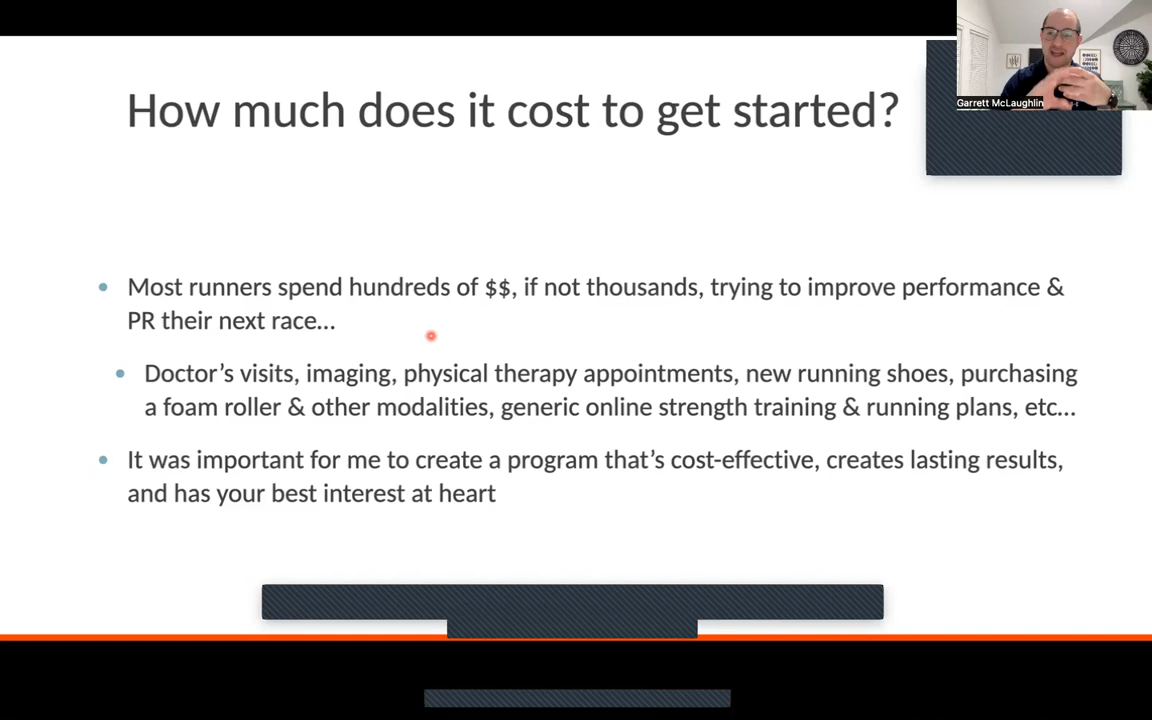 How much does it cost to get started?
Garrett McLaughlin
Most runners spend hundreds of $$, if not thousands, trying to improve performance &
PR their next race…
Doctor’s visits, imaging, physical therapy appointments, new running shoes, purchasing
a foam roller & other modalities, generic online strength training & running plans, etc…
It was important for me to create a program that’s cost-effective, creates lasting results,
and has your best interest at heart